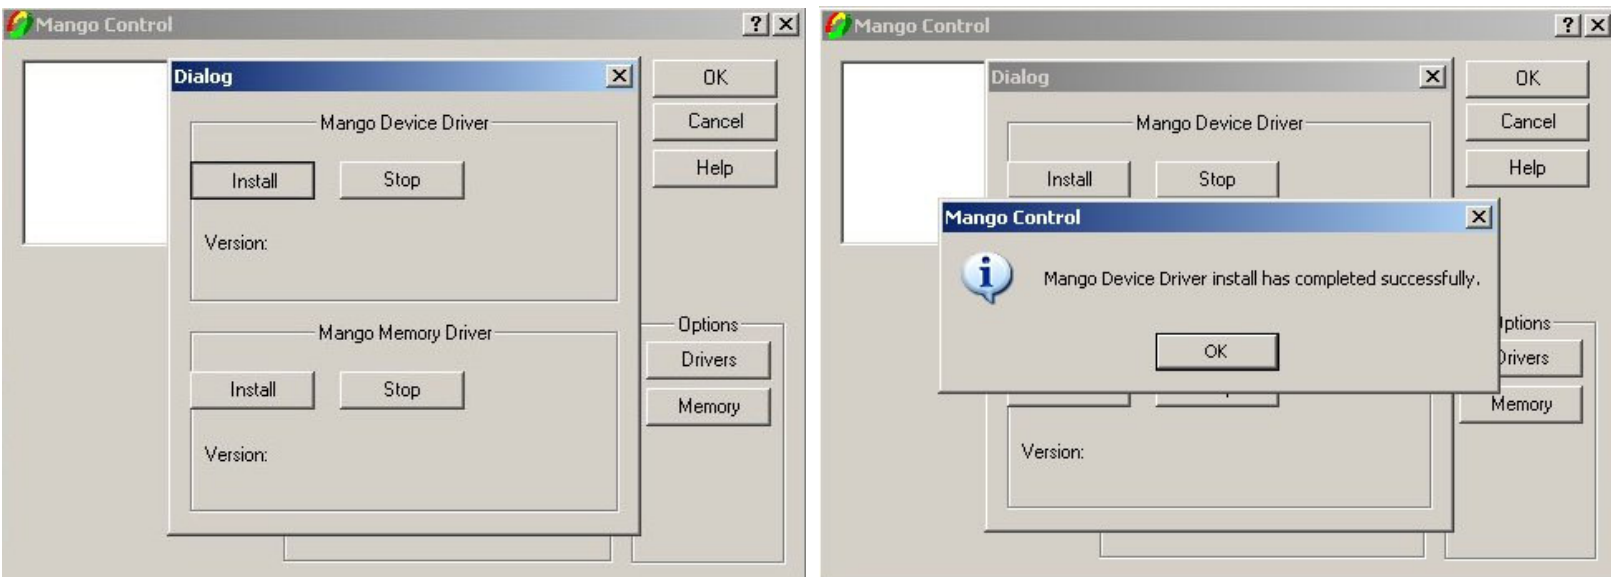 Mango Control
Dialog
OK
Mango Device Driver
Cancel
Install
Stop
Help
Version:
Mango Memory Driver
Options
Install
Stop
Drivers
Memory
Version:
Mango Control
Dialog
OK
Mango Device Driver
Cancel
Install
Stop
Help
Mango Control
Mango Device Driver install has completed successfully.
OK
ptions
Drivers
Memory
Version: